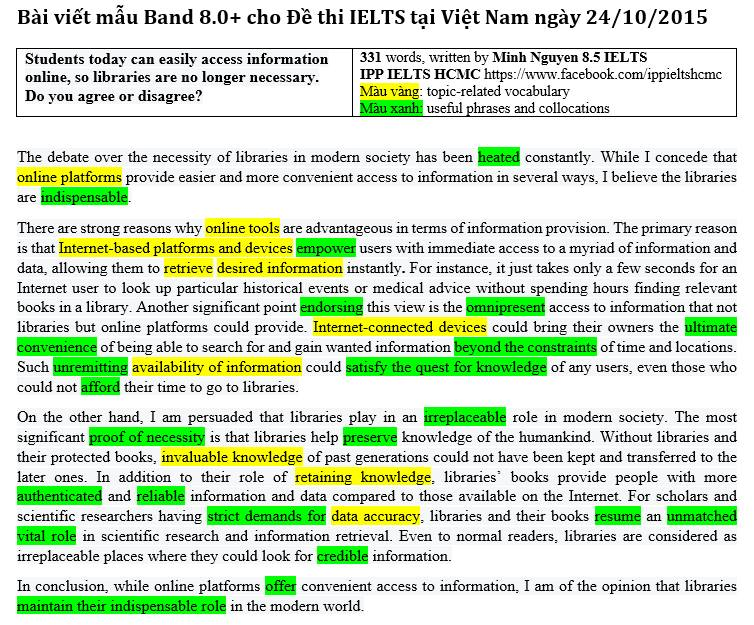 Bài viết mẫu Band 8.0+ cho Đề thi IELTS tại Việt Nam ngày 24/10/2015
Students today can easily access information
online, so libraries are no longer necessary.
Do you agree or disagree?
331 words, written by Minh Nguyen 8.5 IELTS
IPP IELTS HCMC https://www.facebook.com/ippieltshcmc
Màu vàng: topic-related vocabulary
Màu xanh: useful phrases and collocations
The debate over the necessity of libraries in modern society has been heated constantly. While I concede that
online platforms provide easier and more convenient access to information in several ways, I believe the libraries
are indispensable.
There are strong reasons why online tools are advantageous in terms of information provision. The primary reason
is that Internet-based platforms and devices empower users with immediate access to a myriad of information and
data, allowing them to retrieve desired information instantly. For instance, it just takes only a few seconds for an
Internet user to look up particular historical events or medical advice without spending hours finding relevant
books in a library. Another significant point endorsing this view is the omnipresent access to information that not
libraries but online platforms could provide. Internet-connected devices could bring their owners the ultimate
convenience of being able to search for and gain wanted information beyond the constraints of time and locations.
Such unremitting availability of information could satisfy the quest for knowledge of any users, even those who
could not afford their time to go to libraries.
On the other hand, I am persuaded that libraries play in an irreplaceable role in modern society. The most
significant proof of necessity is that libraries help preserve knowledge of the humankind. Without libraries and
their protected books, invaluable knowledge of past generations could not have been kept and transferred to the
later ones. In addition to their role of retaining knowledge, libraries' books provide people with more
authenticated and reliable information and data compared to those available on the Internet. For scholars and
scientific researchers having strict demands for data accuracy, libraries and their books resume an unmatched
vital role in scientific research and information retrieval. Even to normal readers, libraries are considered as
irreplaceable places where they could look for credible information.
In conclusion, while online platforms offer convenient access to information, I am of the opinion that libraries
maintain their indispensable role in the modern world.